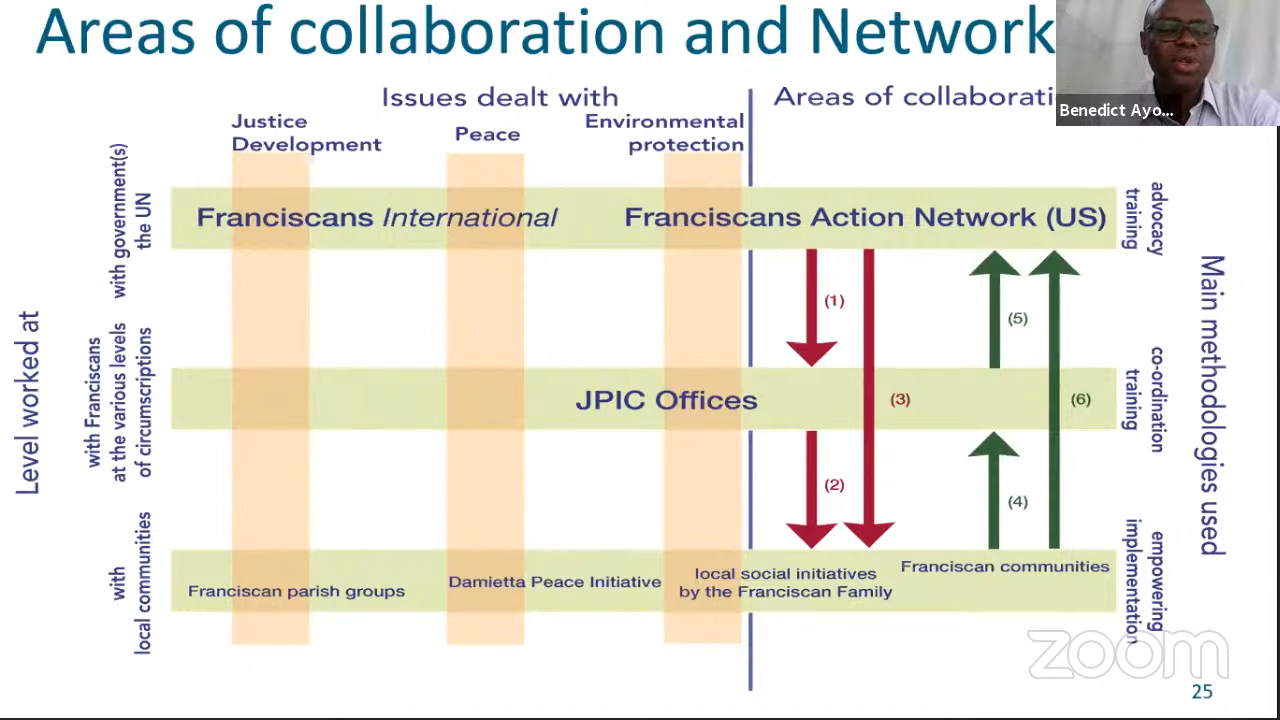 Areas of collaboration and Network
Benedict Ayo...
Issues dealt with
Areas of collaborati
Justice
Development
Peace
Environmental
protection
Level worked at
with government(s)
the UN
Franciscans International
Franciscans Action Network (US)
advocacy
training
(1)
(5)
with Franciscans
at the various levels
of circumscriptions
JPIC Offices
(3)
(6)
co-ordination
training
Main methodologies used
(2)
(4)
with
local communities
Franciscan parish groups
Damietta Peace Initiative
local social initiatives
by the Franciscan Family
Franciscan communities
empowering
implementation
zoom
25